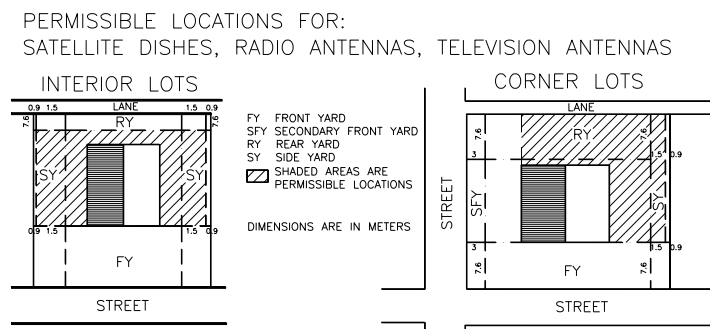 PERMISSIBLE LOCATIONS FOR:
SATELLITE DISHES, RADIO ANTENNAS, TELEVISION ANTENNAS
INTERIOR LOTS
0.9 1.5 LANE 1.5 0.9
7.6 RY 7.6
SY SY
0.9 1.5 1.5 0.9
FY
STREET
FY FRONT YARD
SFY SECONDARY FRONT YARD
RY REAR YARD
SY SIDE YARD
SHADED AREAS ARE
PERMISSIBLE LOCATIONS
DIMENSIONS ARE IN METERS
CORNER LOTS
LANE
7.6 RY 7.6
3 1.5 0.9
STREET SFY SY
3 1.5 0.9
7.6 FY 7.6
STREET